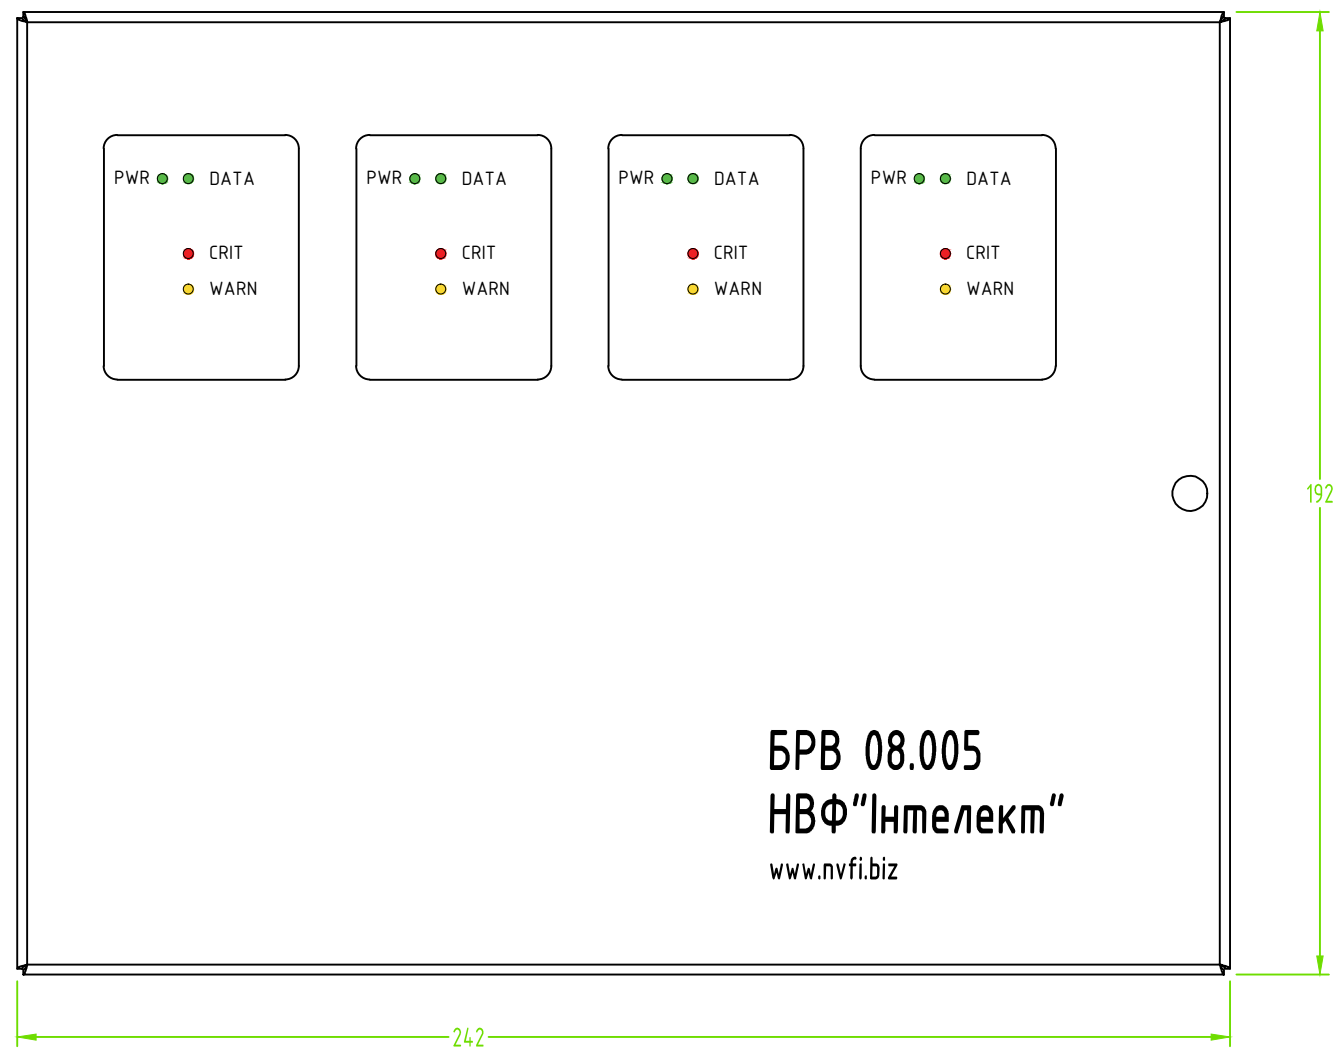 PWR DATA PWR DATA PWR DATA PWR DATA
CRIT CRIT CRIT CRIT
WARN WARN WARN WARN
192
БРВ 08.005
НВФ"Інтелект"
www.nvfi.biz
242